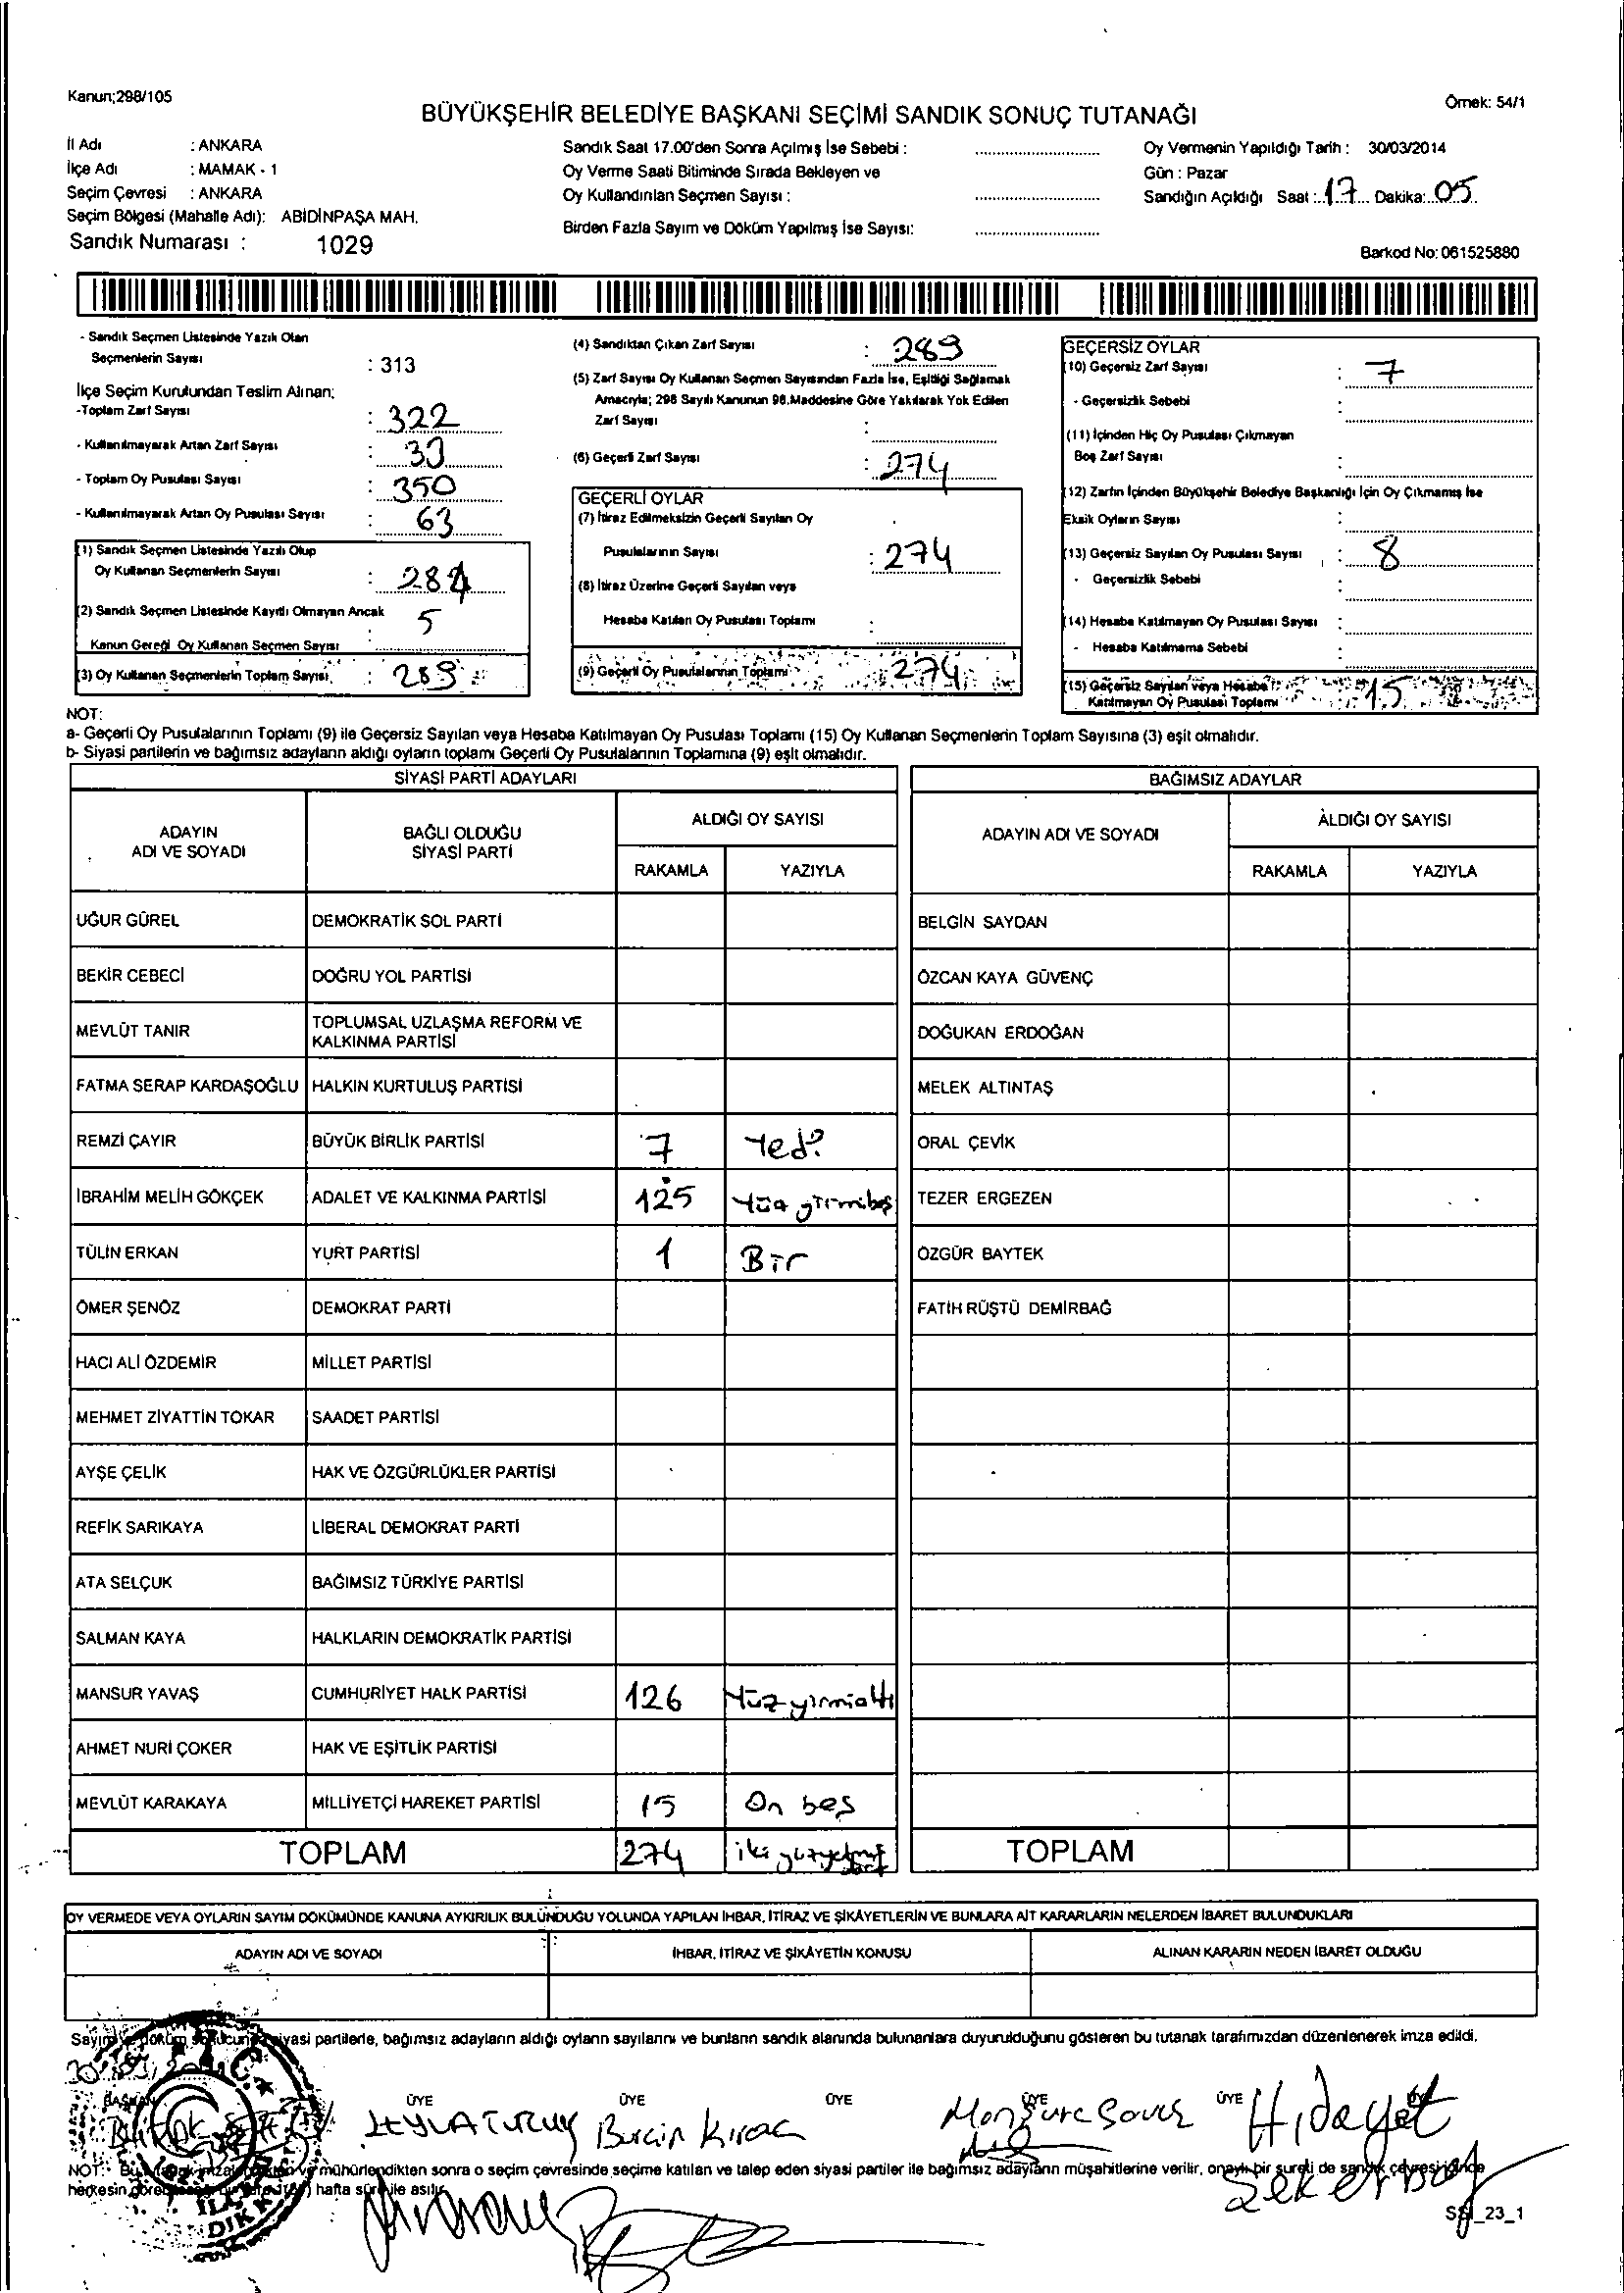 Kanun;298/105
Örnek: 54/1
BÜYÜKŞEHİR BELEDİYE BAŞKANI SEÇİMİ SANDIK SONUÇ TUTANAĞI
İl Adı : ANKARA
İlçe Adı : MAMAK - 1
Seçim Çevresi : ANKARA
Seçim Bölgesi (Mahalle Adı): ABİDİNPAŞA MAH.
Sandık Numarası : 1029
Sandık Saat 17.00'den Sonra Açılmış İse Sebebi :
Oy Verme Saati Bitiminde Sırada Bekleyen ve
Oy Kullandırılan Seçmen Sayısı :
Birden Fazla Sayım ve Döküm Yapılmış İse Sayısı:
Oy Vermenin Yapıldığı Tarih : 30/03/2014
Gün : Pazar
Sandığın Açıldığı Saat : 17 Dakika: 05
Barkod No: 061525880
- Sandık Seçmen Listesinde Yazılı Olan
Seçmenlerin Sayısı : 313
İlçe Seçim Kurulundan Teslim Alınan;
-Toplam Zarf Sayısı : 322
- Kullanılmayarak Artan Zarf Sayısı : 33
- Toplam Oy Pusulası Sayısı : 350
- Kullanılmayarak Artan Oy Pusulası Sayısı : 63
(1) Sandık Seçmen Listesinde Yazılı Olup
Oy Kullanan Seçmenlerin Sayısı : 284
(2) Sandık Seçmen Listesinde Kayıtlı Olmayan Ancak
Kanun Gereği Oy Kullanan Seçmen Sayısı : 5
(3) Oy Kullanan Seçmenlerin Toplam Sayısı : 289
(4) Sandıktan Çıkan Zarf Sayısı : 289
(5) Zarf Sayısı Oy Kullanan Seçmen Sayısından Fazla İse, Eşitliği Sağlamak
Amacıyla; 298 Sayılı Kanunun 98.Maddesine Göre Yakılarak Yok Edilen
Zarf Sayısı :
(6) Geçerli Zarf Sayısı : 274
GEÇERLİ OYLAR
(7) İtiraz Edilmeksizin Geçerli Sayılan Oy
Pusulalarının Sayısı : 274
(8) İtiraz Üzerine Geçerli Sayılan veya
Hesaba Katılan Oy Pusulası Toplamı :
(9) Geçerli Oy Pusulalarının Toplamı : 274
GEÇERSİZ OYLAR
(10) Geçersiz Zarf Sayısı : 7
- Geçersizlik Sebebi :
(11) İçinden Hiç Oy Pusulası Çıkmayan
Boş Zarf Sayısı :
(12) Zarfın İçinden Büyükşehir Belediye Başkanlığı İçin Oy Çıkmamış İse
Eksik Oyların Sayısı :
(13) Geçersiz Sayılan Oy Pusulası Sayısı : 8
- Geçersizlik Sebebi :
(14) Hesaba Katılmayan Oy Pusulası Sayısı :
- Hesaba Katılmama Sebebi :
(15) Geçersiz Sayılan veya Hesaba
Katılmayan Oy Pusulası Toplamı : 15
NOT:
a- Geçerli Oy Pusulalarının Toplamı (9) ile Geçersiz Sayılan veya Hesaba Katılmayan Oy Pusulası Toplamı (15) Oy Kullanan Seçmenlerin Toplam Sayısına (3) eşit olmalıdır.
b- Siyasi partilerin ve bağımsız adayların aldığı oyların toplamı Geçerli Oy Pusulalarının Toplamına (9) eşit olmalıdır.
SİYASİ PARTİ ADAYLARI
ADAYIN ADI VE SOYADI BAĞLI OLDUĞU SİYASİ PARTİ ALDIĞI OY SAYISI
RAKAMLA YAZIYLA
UĞUR GÜREL DEMOKRATİK SOL PARTİ
BEKİR CEBECİ DOĞRU YOL PARTİSİ
MEVLÜT TANIR TOPLUMSAL UZLAŞMA REFORM VE KALKINMA PARTİSİ
FATMA SERAP KARDAŞOĞLU HALKIN KURTULUŞ PARTİSİ
REMZİ ÇAYIR BÜYÜK BİRLİK PARTİSİ 7 Yedi
İBRAHİM MELİH GÖKÇEK ADALET VE KALKINMA PARTİSİ 125 Yüz yirmibeş
TÜLİN ERKAN YURT PARTİSİ 1 Bir
ÖMER ŞENÖZ DEMOKRAT PARTİ
HACI ALİ ÖZDEMİR MİLLET PARTİSİ
MEHMET ZİYATTİN TOKAR SAADET PARTİSİ
AYŞE ÇELİK HAK VE ÖZGÜRLÜKLER PARTİSİ
REFİK SARIKAYA LİBERAL DEMOKRAT PARTİ
ATA SELÇUK BAĞIMSIZ TÜRKİYE PARTİSİ
SALMAN KAYA HALKLARIN DEMOKRATİK PARTİSİ
MANSUR YAVAŞ CUMHURİYET HALK PARTİSİ 126 Yüz yirmialtı
AHMET NURİ ÇOKER HAK VE EŞİTLİK PARTİSİ
MEVLÜT KARAKAYA MİLLİYETÇİ HAREKET PARTİSİ 15 On beş
TOPLAM 274 iki yüzyetmiş dört
BAĞIMSIZ ADAYLAR
ADAYIN ADI VE SOYADI ALDIĞI OY SAYISI
RAKAMLA YAZIYLA
BELGİN SAYDAN
ÖZCAN KAYA GÜVENÇ
DOĞUKAN ERDOĞAN
MELEK ALTINTAŞ
ORAL ÇEVİK
TEZER ERGEZEN
ÖZGÜR BAYTEK
FATİH RÜŞTÜ DEMİRBAĞ
TOPLAM
OY VERMEDE VEYA OYLARIN SAYIM DÖKÜMÜNDE KANUNA AYKIRILIK BULUNDUĞU YOLUNDA YAPILAN İHBAR, İTİRAZ VE ŞİKÂYETLERİN VE BUNLARA AİT KARARLARIN NELERDEN İBARET BULUNDUKLARI
ADAYIN ADI VE SOYADI İHBAR, İTİRAZ VE ŞİKÂYETİN KONUSU ALINAN KARARIN NEDEN İBARET OLDUĞU
Sayım ve döküm sonucunda siyasi partilerle, bağımsız adayların aldığı oyların sayılarını ve bunların sandık alanında bulunanlara duyurulduğunu gösteren bu tutanak tarafımızdan düzenlenerek imza edildi.
BAŞKAN ÜYE ÜYE ÜYE ÜYE ÜYE
Burçin Kıraç
Hidayet
Şekerbay
NOT: Bu mühürlendikten sonra o seçim çevresinde seçime katılan ve talep eden siyasi partiler ile bağımsız adayların müşahitlerine verilir, onaylı bir sureti de sandık çevresi içinde
herkesin hafta süre ile asılır.
_23_1